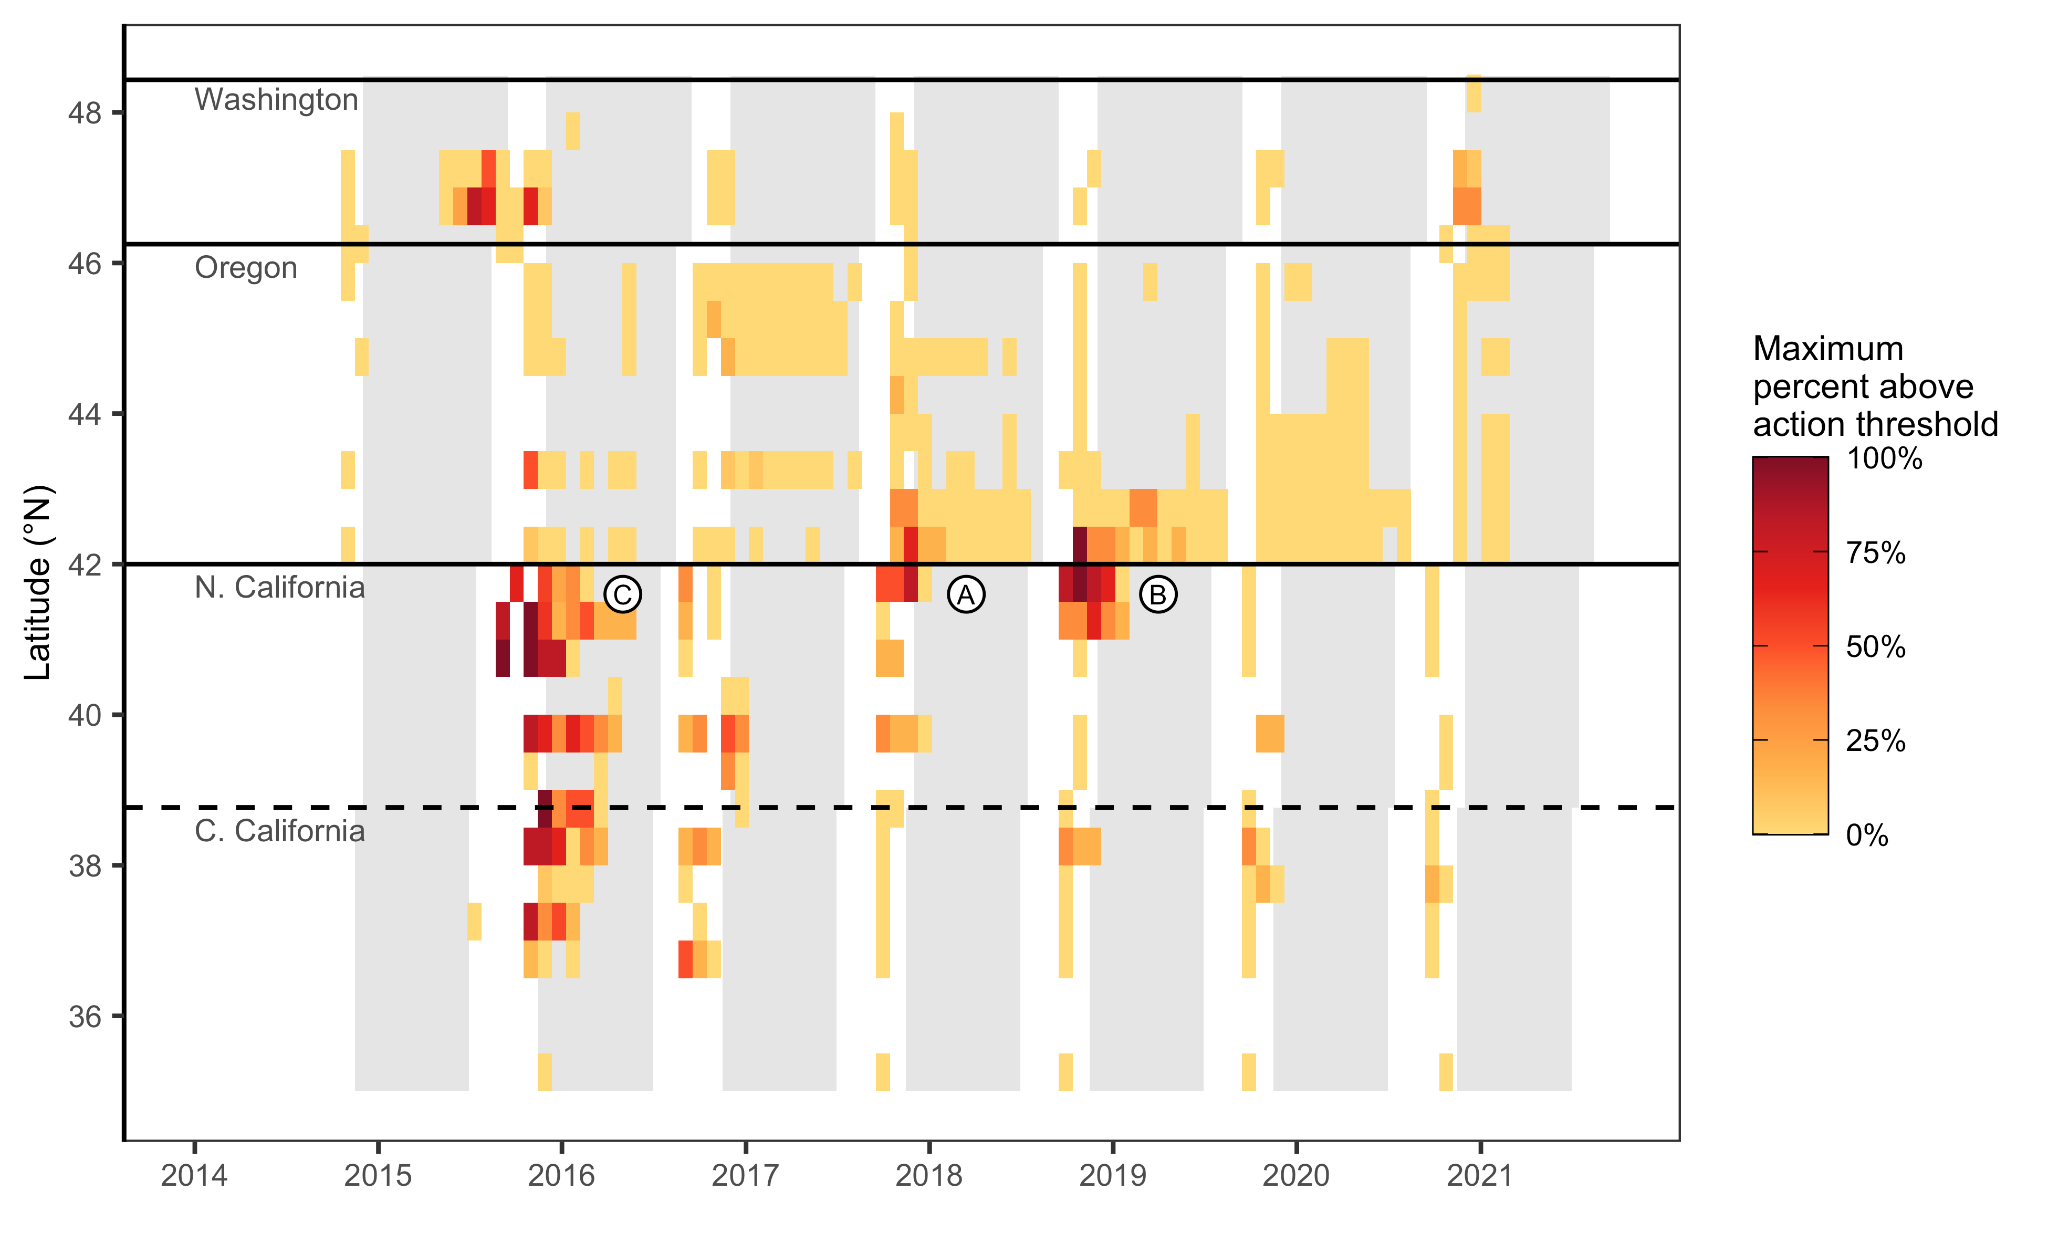 Washington
Oregon
N. California
C. California
C
A
B
48
46
44
42
40
38
36
Latitude (°N)
2014
2015
2016
2017
2018
2019
2020
2021
Maximum
percent above
action threshold
100%
75%
50%
25%
0%